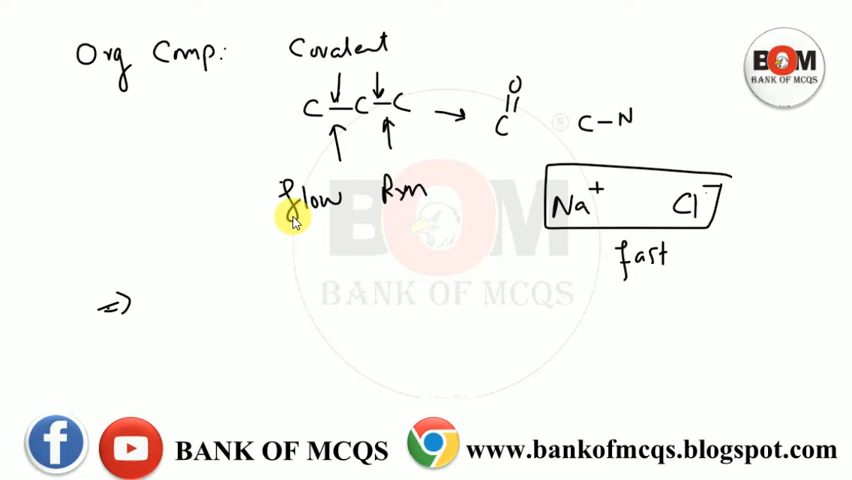 Org Comp: Covalent
BOM
BANK OF MCQS
C – C – C → C = O C – N
Slow Rxn
Na+ Cl-
fast
BOM
BANK OF MCQS
®
⇒
BANK OF MCQS www.bankofmcqs.blogspot.com